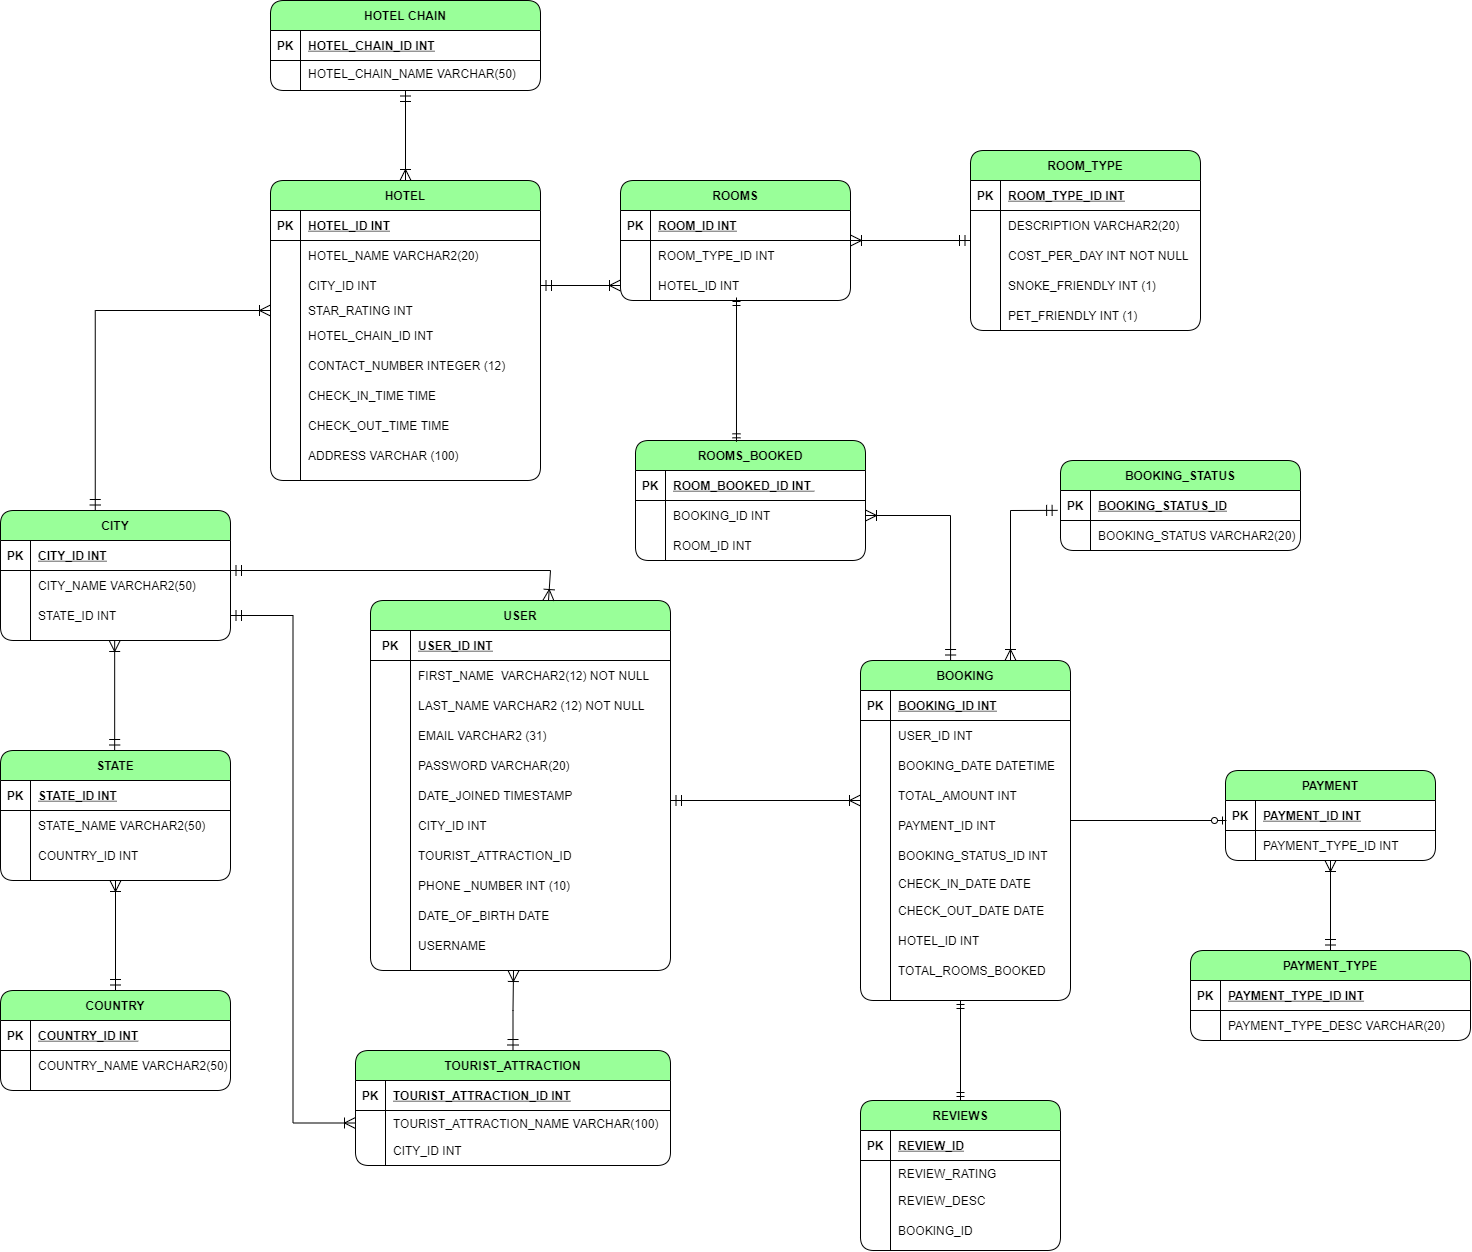 HOTEL CHAIN
PK HOTEL_CHAIN_ID INT
HOTEL_CHAIN_NAME VARCHAR(50)
HOTEL
PK HOTEL_ID INT
HOTEL_NAME VARCHAR2(20)
CITY_ID INT
STAR_RATING INT
HOTEL_CHAIN_ID INT
CONTACT_NUMBER INTEGER (12)
CHECK_IN_TIME TIME
CHECK_OUT_TIME TIME
ADDRESS VARCHAR (100)
ROOMS
PK ROOM_ID INT
ROOM_TYPE_ID INT
HOTEL_ID INT
ROOM_TYPE
PK ROOM_TYPE_ID INT
DESCRIPTION VARCHAR2(20)
COST_PER_DAY INT NOT NULL
SNOKE_FRIENDLY INT (1)
PET_FRIENDLY INT (1)
ROOMS_BOOKED
PK ROOM_BOOKED_ID INT
BOOKING_ID INT
ROOM_ID INT
BOOKING_STATUS
PK BOOKING_STATUS_ID
BOOKING_STATUS VARCHAR2(20)
CITY
PK CITY_ID INT
CITY_NAME VARCHAR2(50)
STATE_ID INT
USER
PK USER_ID INT
FIRST_NAME  VARCHAR2(12) NOT NULL
LAST_NAME VARCHAR2 (12) NOT NULL
EMAIL VARCHAR2 (31)
PASSWORD VARCHAR(20)
DATE_JOINED TIMESTAMP
CITY_ID INT
TOURIST_ATTRACTION_ID
PHONE _NUMBER INT (10)
DATE_OF_BIRTH DATE
USERNAME
BOOKING
PK BOOKING_ID INT
USER_ID INT
BOOKING_DATE DATETIME
TOTAL_AMOUNT INT
PAYMENT_ID INT
BOOKING_STATUS_ID INT
CHECK_IN_DATE DATE
CHECK_OUT_DATE DATE
HOTEL_ID INT
TOTAL_ROOMS_BOOKED
STATE
PK STATE_ID INT
STATE_NAME VARCHAR2(50)
COUNTRY_ID INT
PAYMENT
PK PAYMENT_ID INT
PAYMENT_TYPE_ID INT
PAYMENT_TYPE
PK PAYMENT_TYPE_ID INT
PAYMENT_TYPE_DESC VARCHAR(20)
COUNTRY
PK COUNTRY_ID INT
COUNTRY_NAME VARCHAR2(50)
TOURIST_ATTRACTION
PK TOURIST_ATTRACTION_ID INT
TOURIST_ATTRACTION_NAME VARCHAR(100)
CITY_ID INT
REVIEWS
PK REVIEW_ID
REVIEW_RATING
REVIEW_DESC
BOOKING_ID